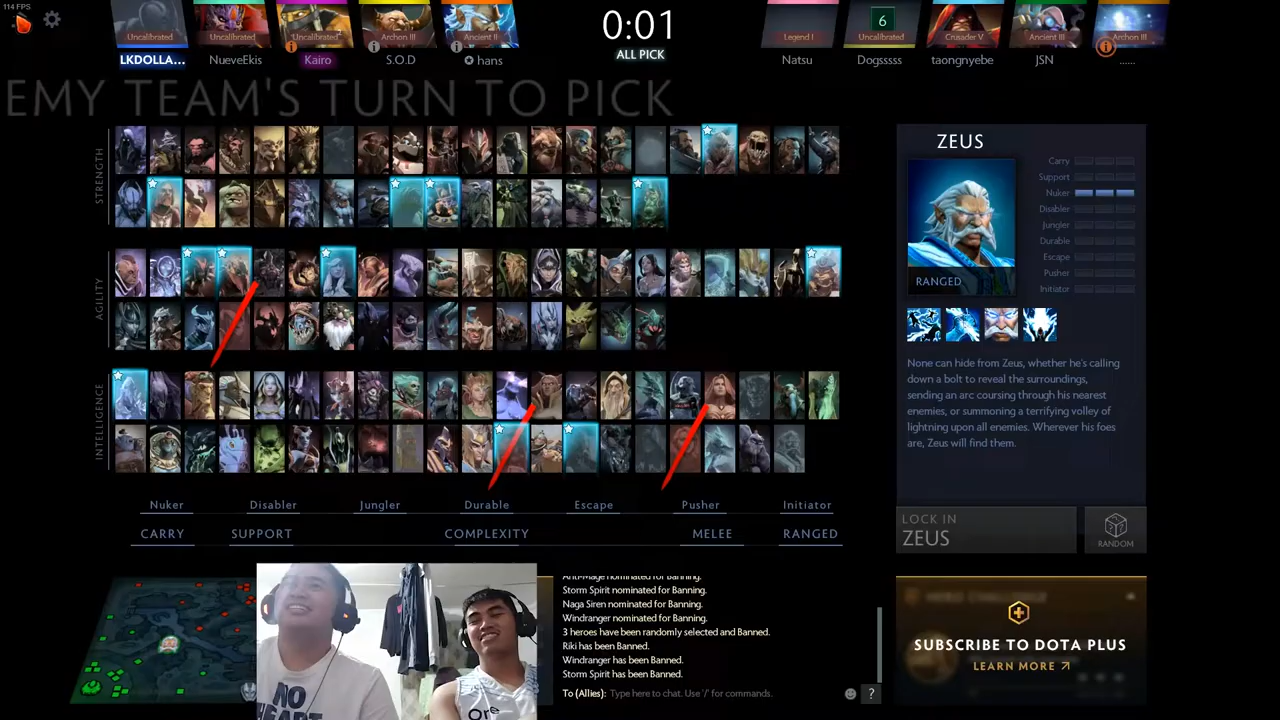 114 FPS
Uncalibrated
Uncalibrated
Uncalibrated
Archon III
Ancient II
LKDOLLA...
NueveEkis
Kairo
S.O.D
hans
0:01
ALL PICK
Legend I
6
Uncalibrated
Crusader V
Ancient III
Archon III
Natsu
Dogsssss
taongnyebe
JSN
......
EMY TEAM'S TURN TO PICK
STRENGTH
AGILITY
INTELLIGENCE
ZEUS
RANGED
Carry
Support
Nuker
Disabler
Jungler
Durable
Escape
Pusher
Initiator
None can hide from Zeus, whether he's calling
down a bolt to reveal the surroundings,
sending an arc coursing through his nearest
enemies, or summoning a terrifying volley of
lightning upon all enemies. Wherever his foes
are, Zeus will find them.
Nuker Disabler Jungler Durable Escape Pusher Initiator
CARRY SUPPORT COMPLEXITY MELEE RANGED
LOCK IN
ZEUS
RANDOM
Anti-Mage nominated for Banning.
Storm Spirit nominated for Banning.
Naga Siren nominated for Banning.
Windranger nominated for Banning.
3 heroes have been randomly selected and Banned.
Riki has been Banned.
Windranger has been Banned.
Storm Spirit has been Banned.
To (Allies): Type here to chat. Use '/' for commands.
?
SUBSCRIBE TO DOTA PLUS
LEARN MORE
NO
HEART